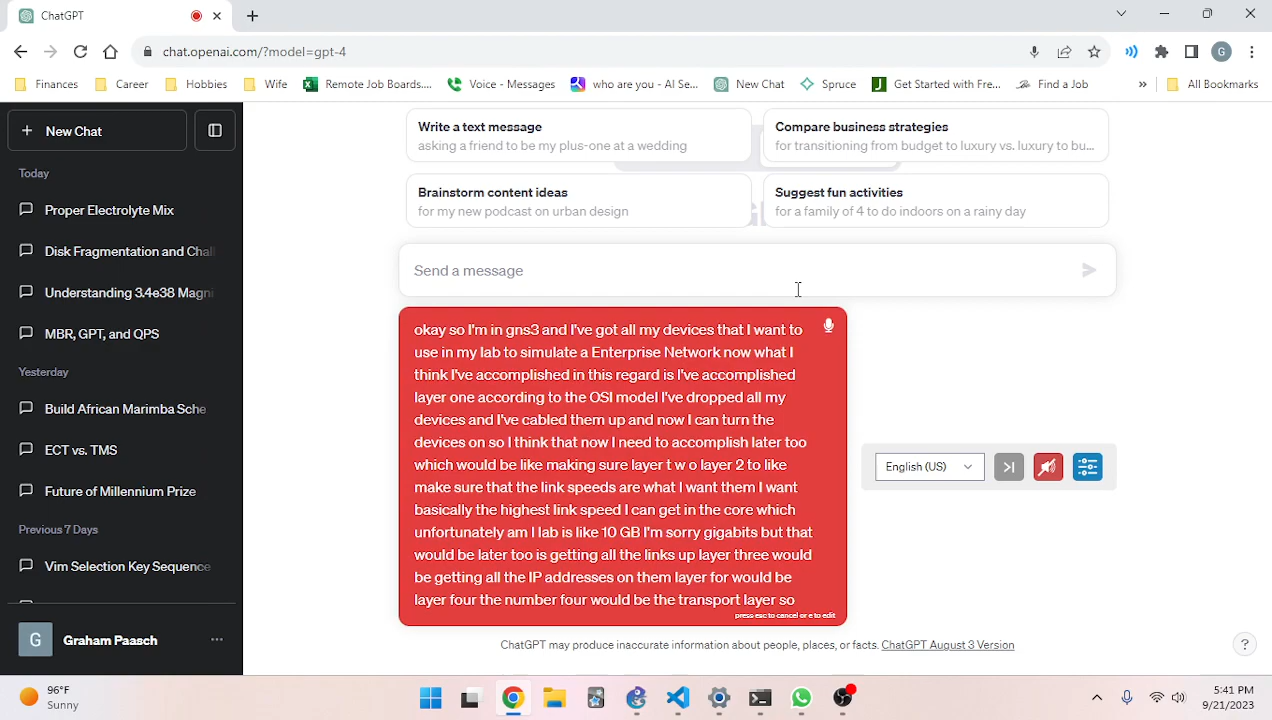 ChatGPT
chat.openai.com/?model=gpt-4
G
Finances
Career
Hobbies
Wife
Remote Job Boards....
Voice - Messages
who are you - AI Se...
New Chat
Spruce
Get Started with Fre...
Find a Job
»
All Bookmarks
+ New Chat
Today
Proper Electrolyte Mix
Disk Fragmentation and Chall
Understanding 3.4e38 Magni
MBR, GPT, and QPS
Yesterday
Build African Marimba Sche
ECT vs. TMS
Future of Millennium Prize
Previous 7 Days
Vim Selection Key Sequence
G Graham Paasch ...
Write a text message
asking a friend to be my plus-one at a wedding
Compare business strategies
for transitioning from budget to luxury vs. luxury to bu...
Brainstorm content ideas
for my new podcast on urban design
Suggest fun activities
for a family of 4 to do indoors on a rainy day
Send a message
okay so I'm in gns3 and I've got all my devices that I want to
use in my lab to simulate a Enterprise Network now what I
think I've accomplished in this regard is I've accomplished
layer one according to the OSI model I've dropped all my
devices and I've cabled them up and now I can turn the
devices on so I think that now I need to accomplish later too
which would be like making sure layer t w o layer 2 to like
make sure that the link speeds are what I want them I want
basically the highest link speed I can get in the core which
unfortunately am I lab is like 10 GB I'm sorry gigabits but that
would be later too is getting all the links up layer three would
be getting all the IP addresses on them layer for would be
layer four the number four would be the transport layer so
press esc to cancel or e to edit
English (US)
ChatGPT may produce inaccurate information about people, places, or facts. ChatGPT August 3 Version
?
96°F
Sunny
5:41 PM
9/21/2023